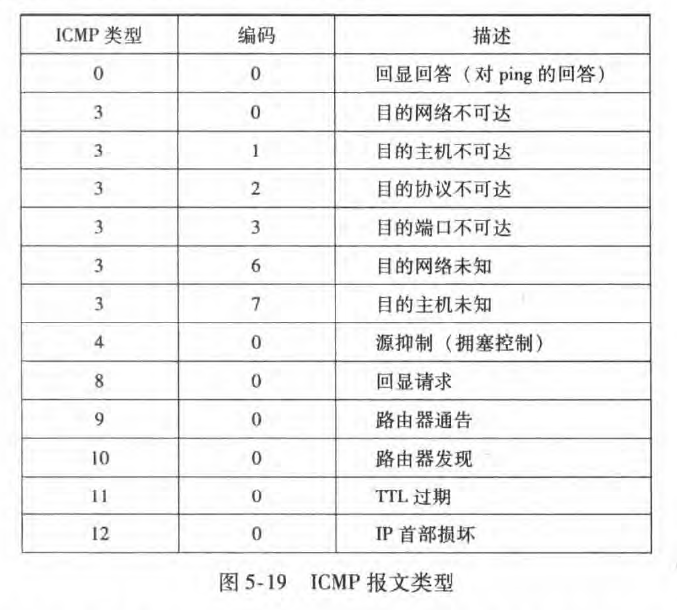 ICMP 类型 编码 描述
0 0 回显回答（对 ping 的回答）
3 0 目的网络不可达
3 1 目的主机不可达
3 2 目的协议不可达
3 3 目的端口不可达
3 6 目的网络未知
3 7 目的主机未知
4 0 源抑制（拥塞控制）
8 0 回显请求
9 0 路由器通告
10 0 路由器发现
11 0 TTL 过期
12 0 IP 首部损坏
图 5-19 ICMP 报文类型